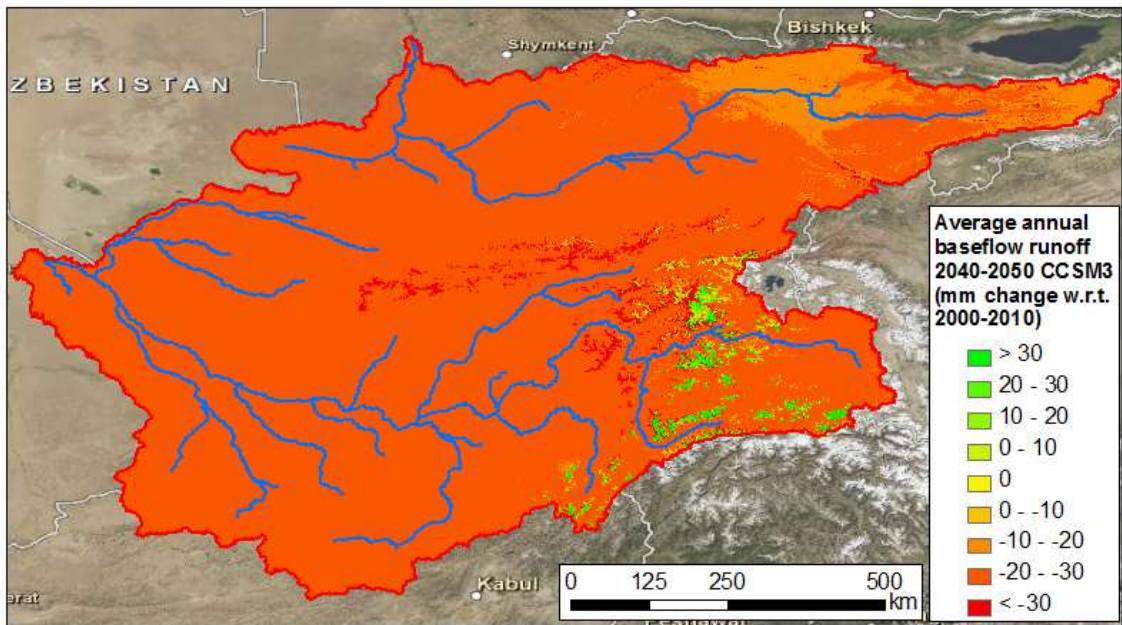 Bishkek
Shymkent
ZBEKISTAN
Average annual
baseflow runoff
2040-2050 CCSM3
(mm change w.r.t.
2000-2010)
> 30
20 - 30
10 - 20
0 - 10
0
0 - -10
-10 - -20
-20 - -30
< -30
0 125 250 500
km
Kabul
erat